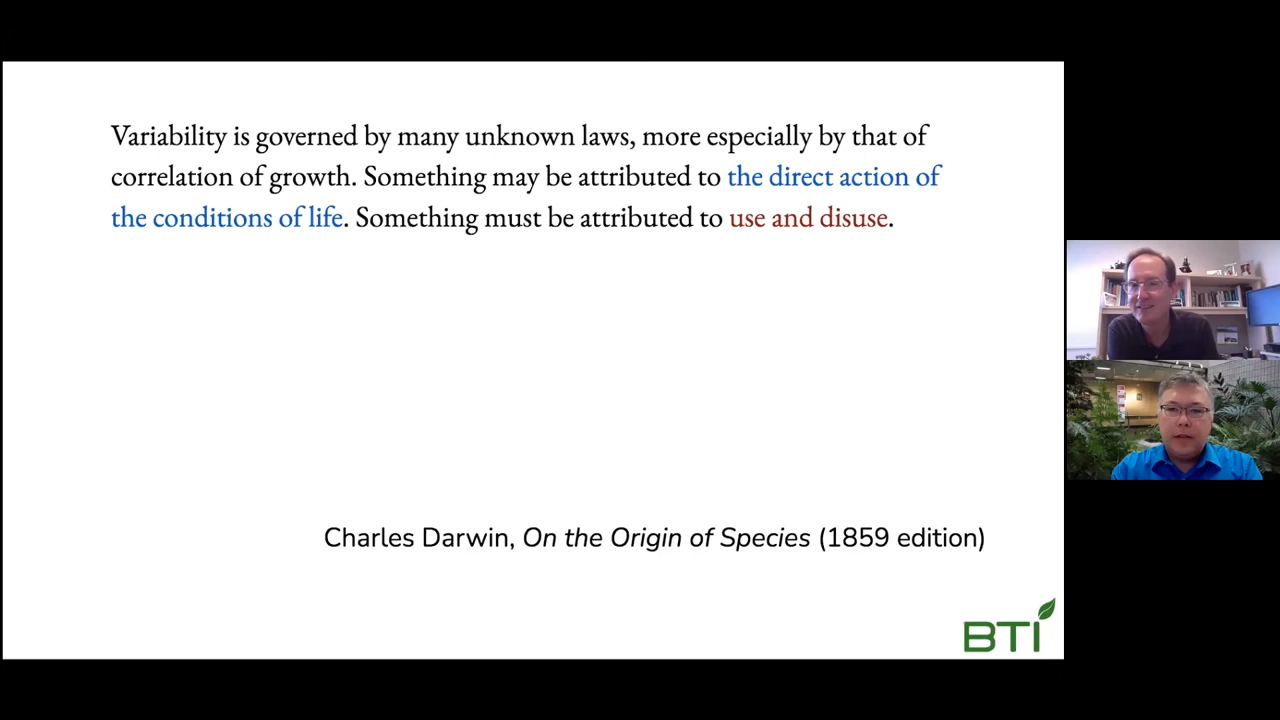 Variability is governed by many unknown laws, more especially by that of
correlation of growth. Something may be attributed to the direct action of
the conditions of life. Something must be attributed to use and disuse.
Charles Darwin, On the Origin of Species (1859 edition)
BTI